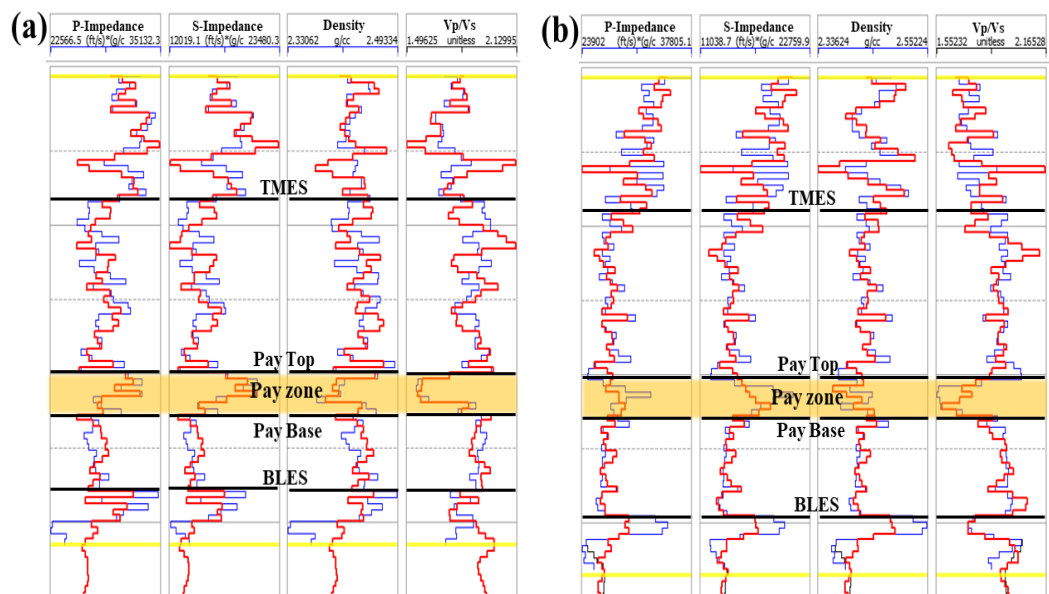 (a)
P-Impedance S-Impedance Density Vp/Vs
22566.5 (ft/s)*(g/c 35132.3 12019.1 (ft/s)*(g/c 23480.3 2.33062 g/cc 2.49334 1.49625 unitless 2.12995
TMES
Pay Top
Pay zone
Pay Base
BLES
(b)
P-Impedance S-Impedance Density Vp/Vs
23902 (ft/s)*(g/c 37805.1 11038.7 (ft/s)*(g/c 22759.9 2.33624 g/cc 2.55224 1.55232 unitless 2.16528
TMES
Pay Top
Pay zone
Pay Base
BLES